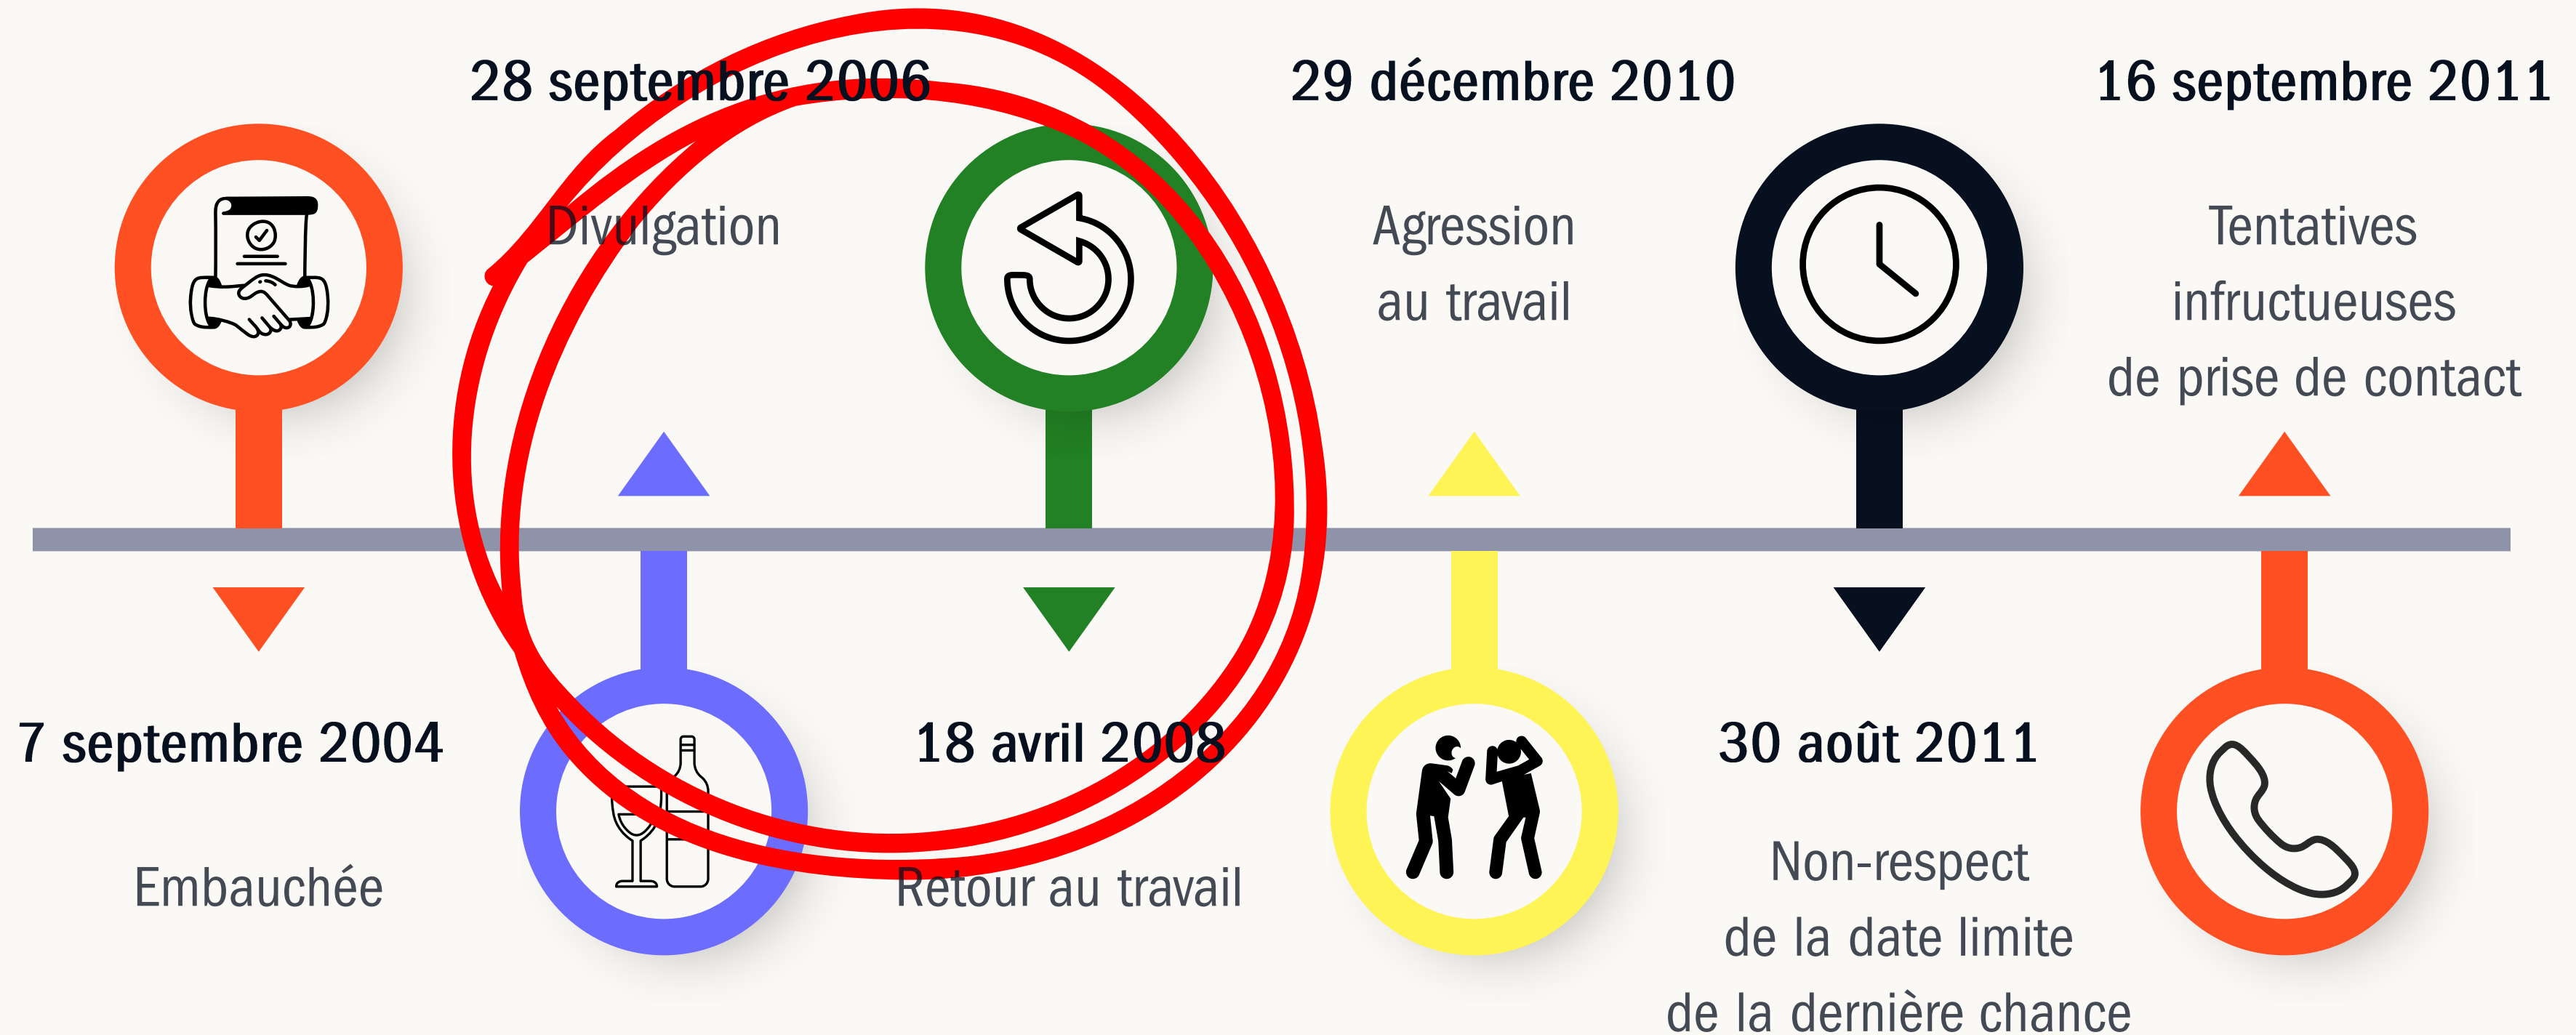 7 septembre 2004
Embauchée
28 septembre 2006
Divulgation
18 avril 2008
Retour au travail
29 décembre 2010
Agression
au travail
30 août 2011
Non-respect
de la date limite
de la dernière chance
16 septembre 2011
Tentatives
infructueuses
de prise de contact